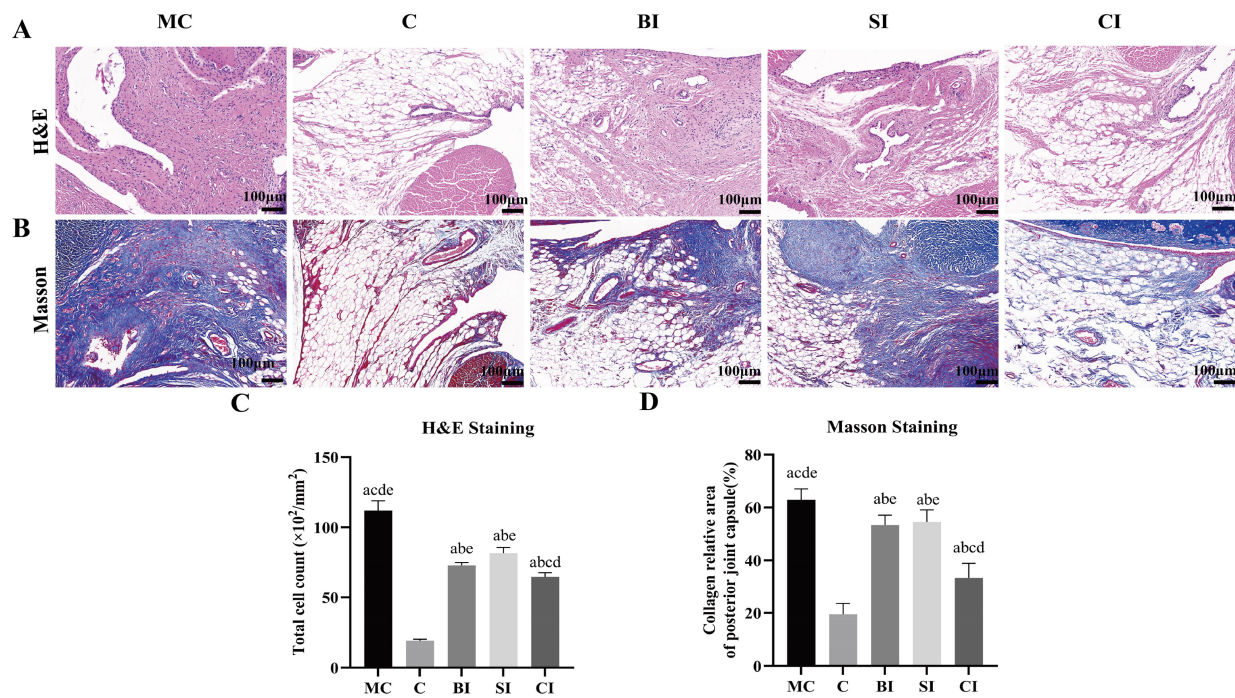 MC C BI SI CI
A
H&E
100μm 100μm 100μm 100μm 100μm
B
Masson
100μm 100μm 100μm 100μm 100μm
C
H&E Staining
Total cell count (×10²/mm²)
150
100
50
0
acde
abe
abe
abcd
MC C BI SI CI
D
Masson Staining
Collagen relative area
of posterior joint capsule(%)
80
60
40
20
0
acde
abe
abe
abcd
MC C BI SI CI